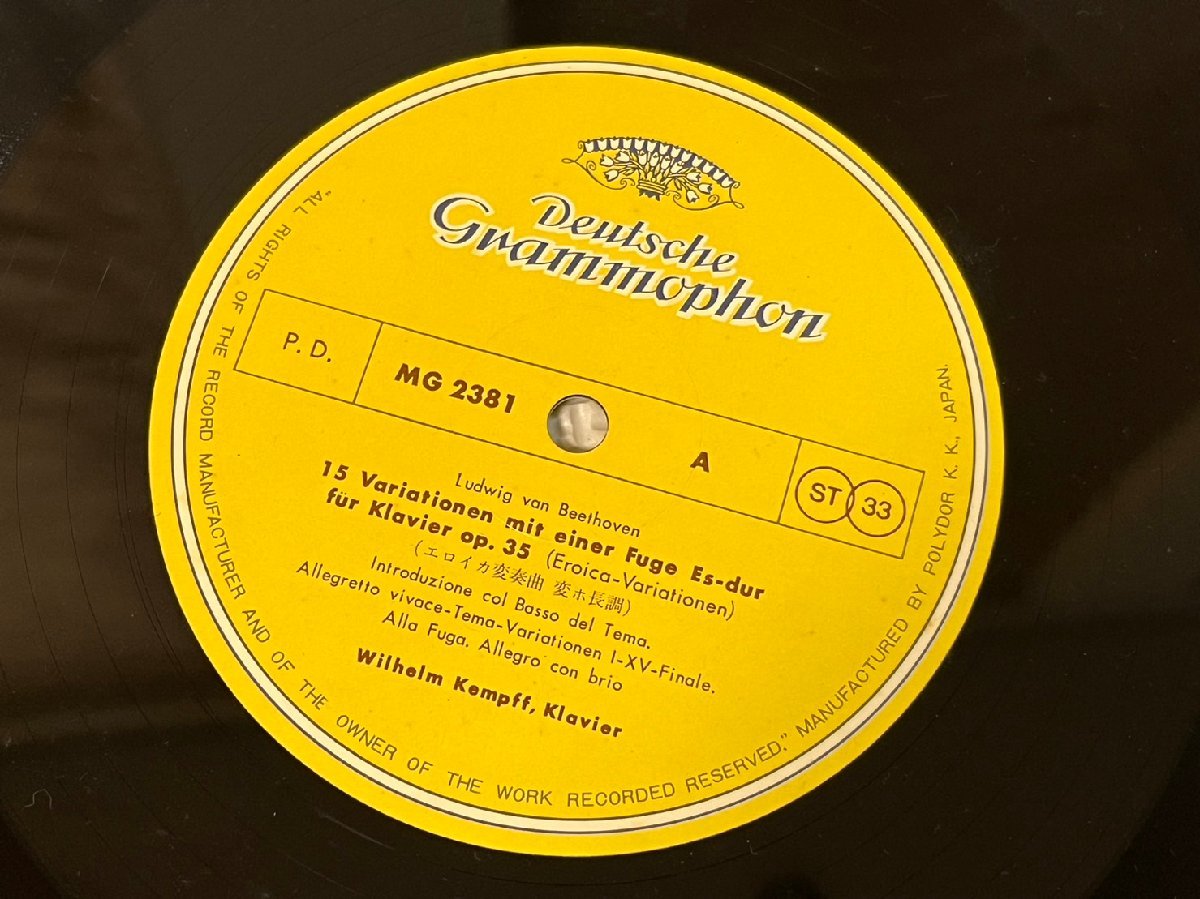 Deutsche
Grammophon
P.D.
MG 2381
A
ST 33
Ludwig van Beethoven
15 Variationen mit einer Fuge Es-dur
für Klavier op. 35 (Eroica-Variationen)
(エロイカ変奏曲 変ホ長調)
Introduzione col Basso del Tema.
Allegretto vivace-Tema-Variationen I-XV-Finale.
Alla Fuga. Allegro con brio
Wilhelm Kempff, Klavier
"ALL RIGHTS OF THE RECORD MANUFACTURER AND OF THE OWNER OF THE WORK RECORDED RESERVED." MANUFACTURED BY POLYDOR K. K., JAPAN.